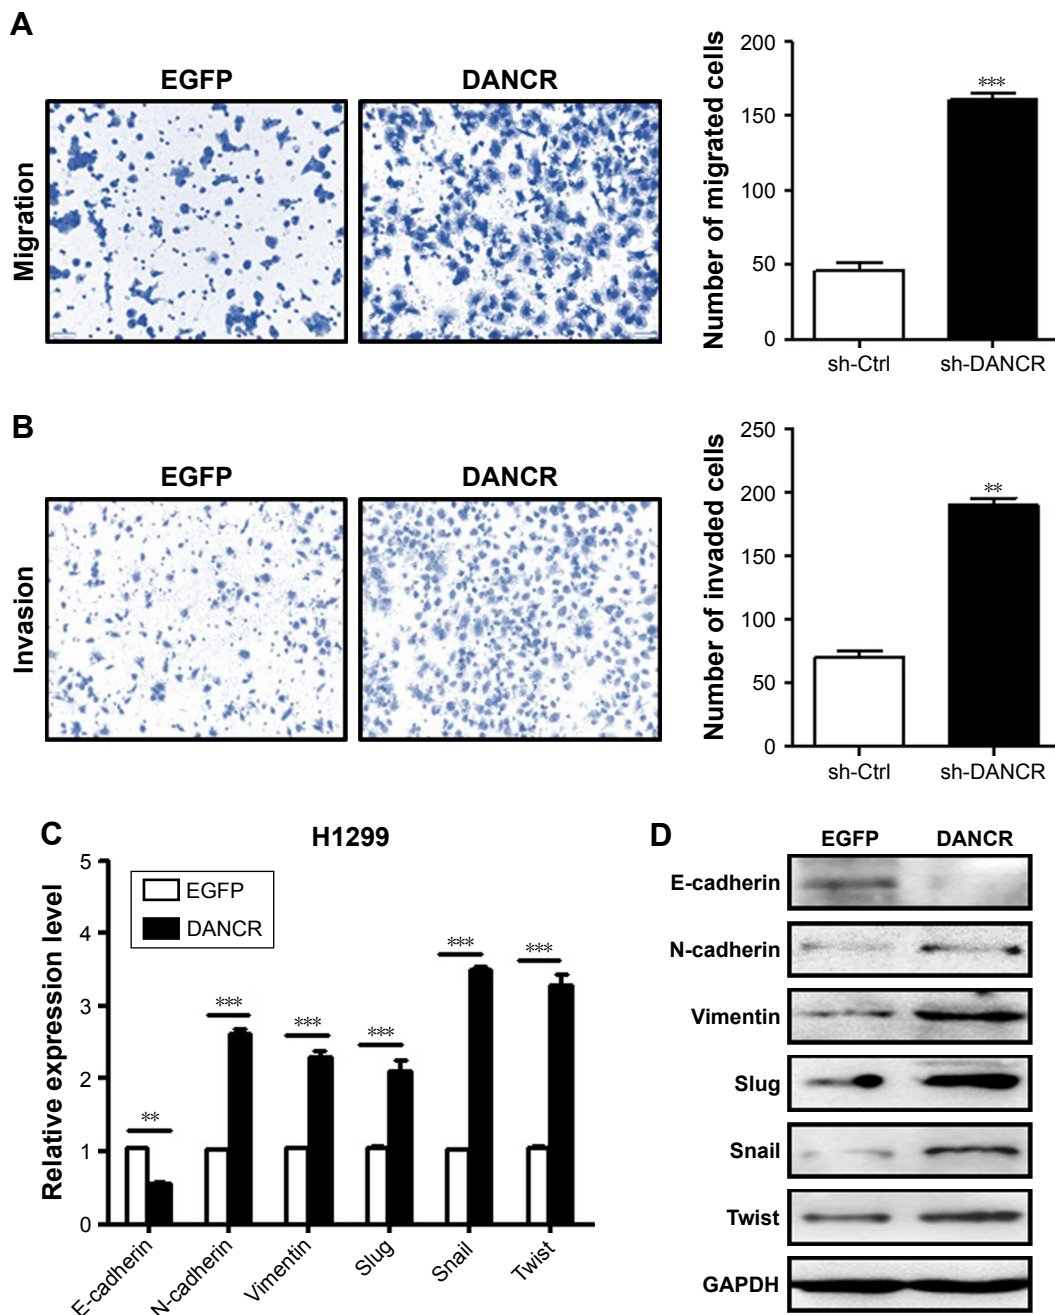 A
EGFP
DANCR
Migration
Number of migrated cells
200
150
100
50
0
***
sh-Ctrl
sh-DANCR
B
EGFP
DANCR
Invasion
Number of invaded cells
250
200
150
100
50
0
**
sh-Ctrl
sh-DANCR
C
H1299
Relative expression level
5
4
3
2
1
0
EGFP
DANCR
**
***
***
***
***
***
E-cadherin
N-cadherin
Vimentin
Slug
Snail
Twist
D
EGFP
DANCR
E-cadherin
N-cadherin
Vimentin
Slug
Snail
Twist
GAPDH